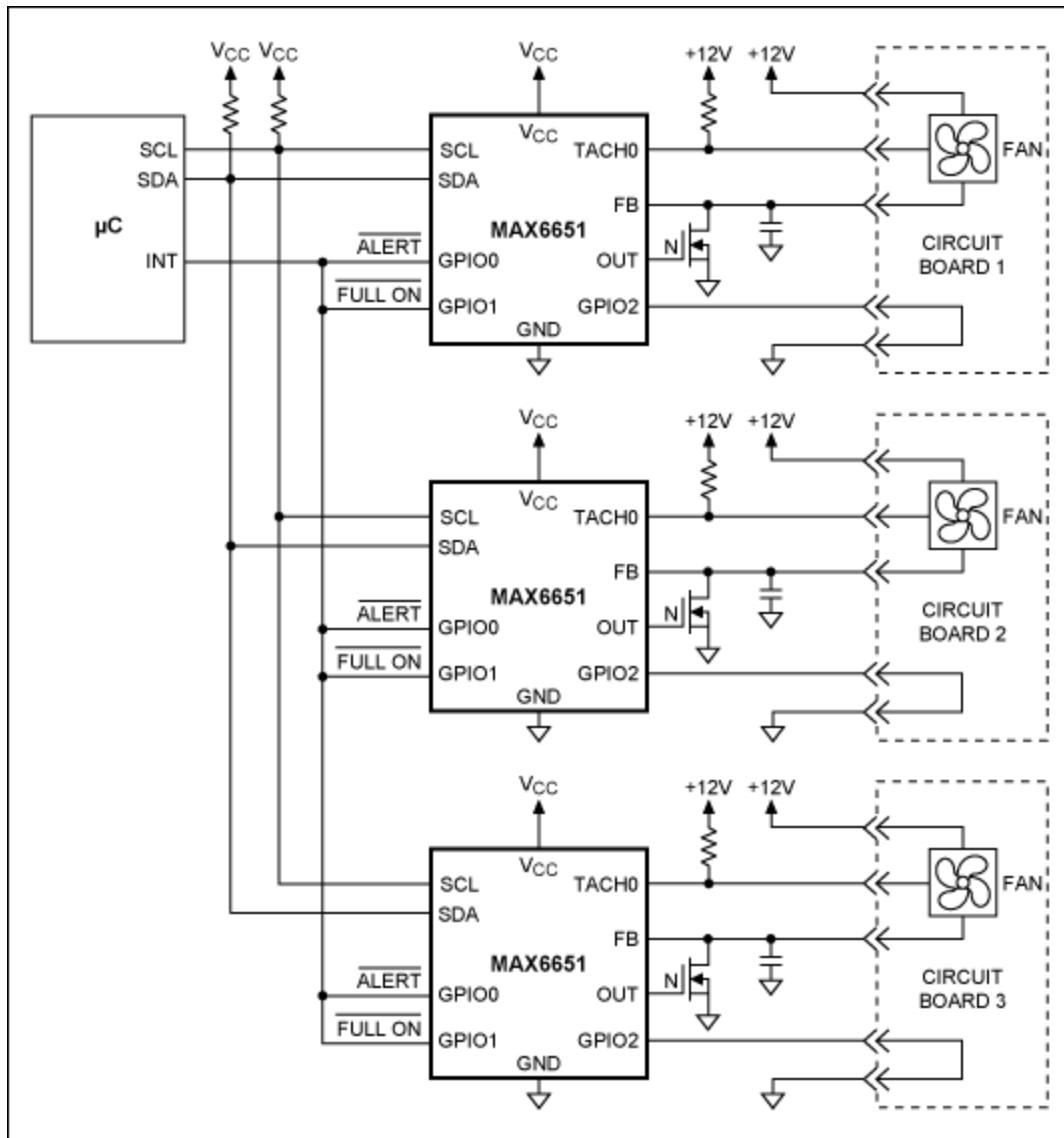 VCC VCC VCC +12V +12V
VCC
SCL SCL TACH0 FAN
SDA SDA
FB
µC MAX6651
ALERT CIRCUIT
INT GPIO0 OUT N BOARD 1
FULL ON
GPIO1 GPIO2
GND
VCC +12V +12V
VCC
SCL TACH0 FAN
SDA
FB
MAX6651
ALERT CIRCUIT
GPIO0 OUT N BOARD 2
FULL ON
GPIO1 GPIO2
GND
VCC +12V +12V
VCC
SCL TACH0 FAN
SDA
FB
MAX6651
ALERT CIRCUIT
GPIO0 OUT N BOARD 3
FULL ON
GPIO1 GPIO2
GND